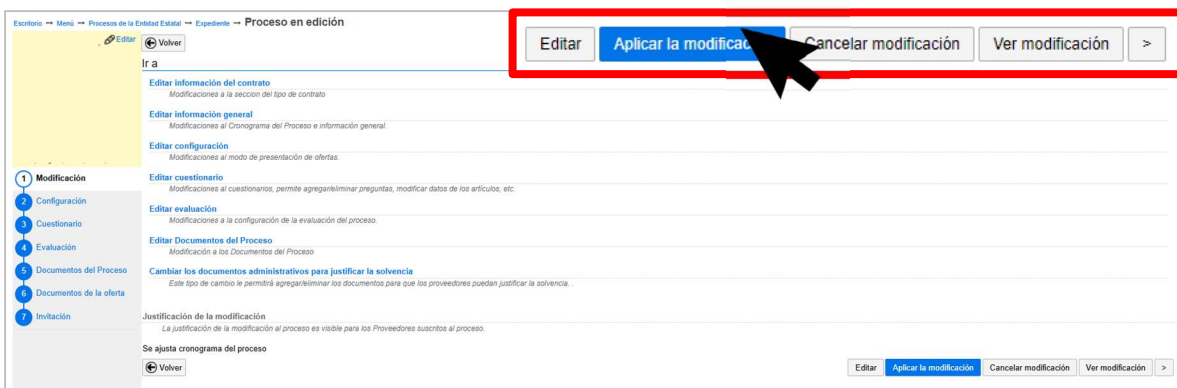 Escritorio → Menú → Procesos de la Entidad Estatal → Expediente → Proceso en edición
Editar
Volver
Editar Aplicar la modificac Cancelar modificación Ver modificación >
Ir a
Editar información del contrato
Modificaciones a la seccion del tipo de contrato
Editar información general
Modificaciones al Cronograma del Proceso e información general.
Editar configuración
Modificaciones al modo de presentación de ofertas.
1 Modificación
2 Configuración
3 Cuestionario
4 Evaluación
5 Documentos del Proceso
6 Documentos de la oferta
7 Invitación
Editar cuestionario
Modificaciones al cuestionarios, permite agregar/eliminar preguntas, modificar datos de los artículos, etc.
Editar evaluación
Modificaciones a la configuración de la evaluación del proceso.
Editar Documentos del Proceso
Modificación a los Documentos del Proceso
Cambiar los documentos administrativos para justificar la solvencia
Este tipo de cambio le permitirá agregar/eliminar los documentos para que los proveedores puedan justificar la solvencia. .
Justificación de la modificación
La justificación de la modificación al proceso es visible para los Proveedores suscritos al proceso.
Se ajusta cronograma del proceso
Volver
Editar Aplicar la modificación Cancelar modificación Ver modificación >